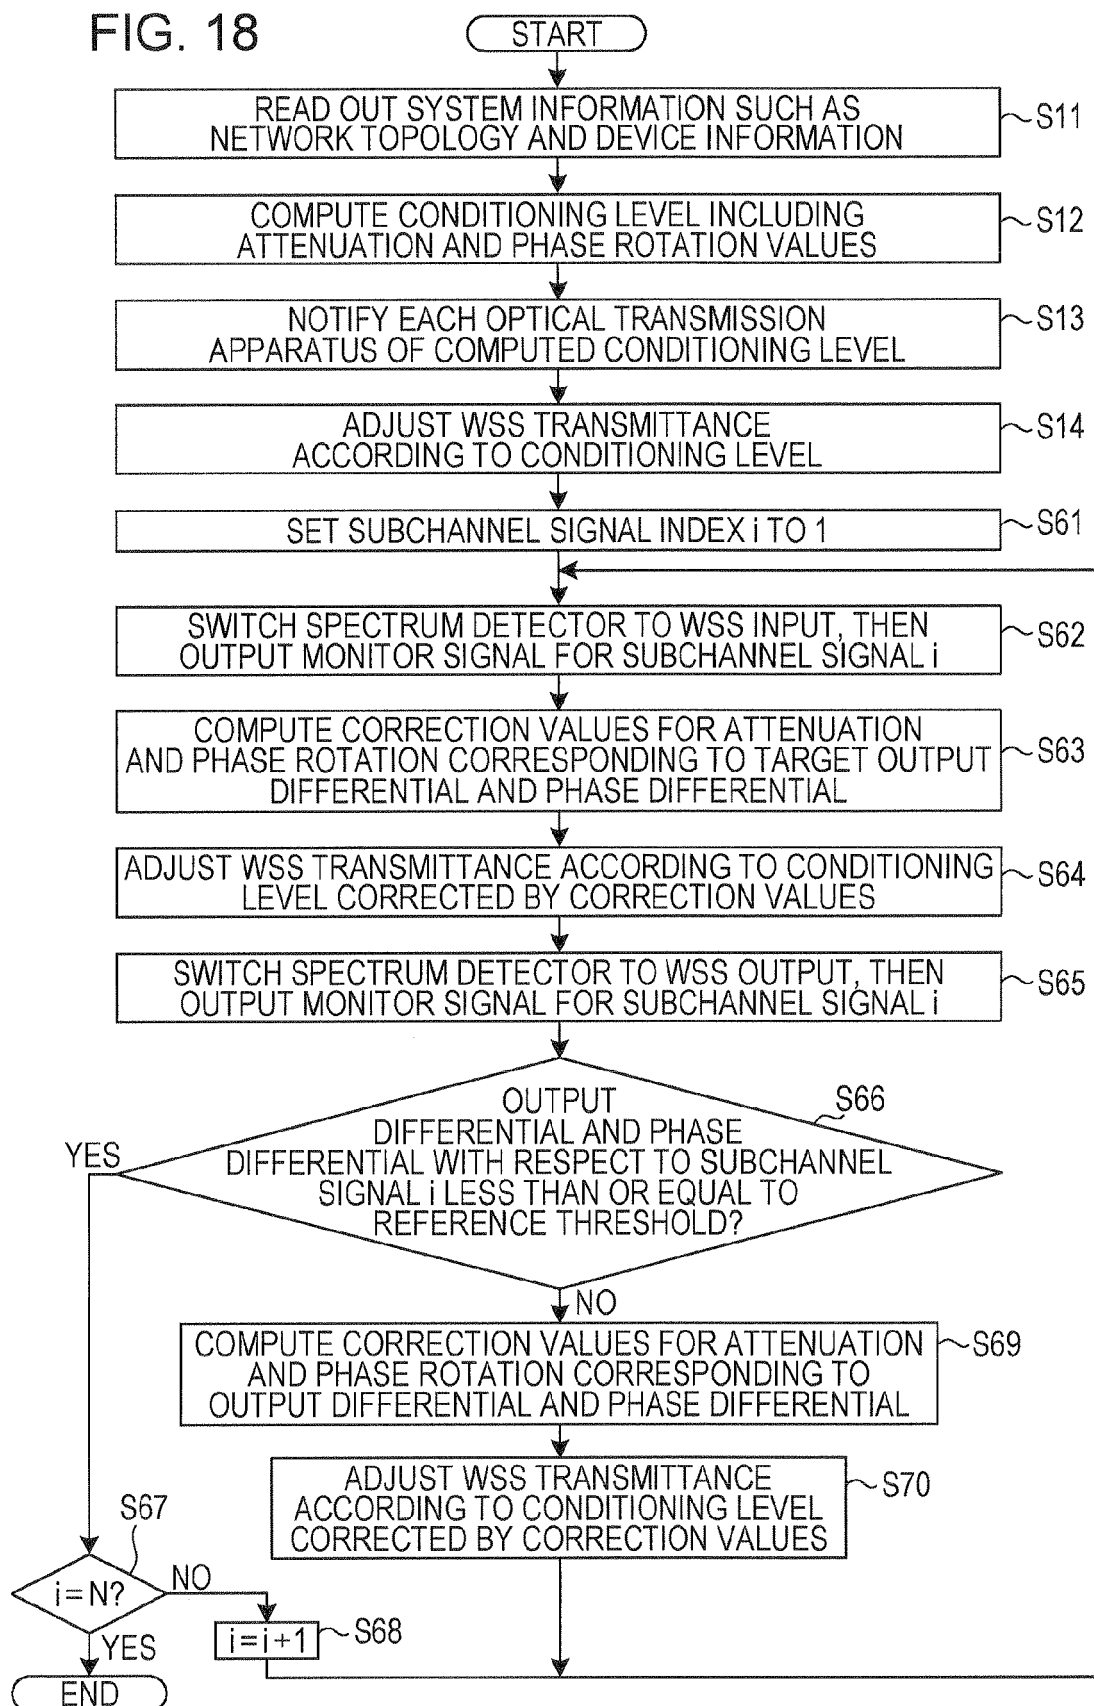 FIG. 18
START
READ OUT SYSTEM INFORMATION SUCH AS
NETWORK TOPOLOGY AND DEVICE INFORMATION
S11
COMPUTE CONDITIONING LEVEL INCLUDING
ATTENUATION AND PHASE ROTATION VALUES
S12
NOTIFY EACH OPTICAL TRANSMISSION
APPARATUS OF COMPUTED CONDITIONING LEVEL
S13
ADJUST WSS TRANSMITTANCE
ACCORDING TO CONDITIONING LEVEL
S14
SET SUBCHANNEL SIGNAL INDEX i TO 1
S61
SWITCH SPECTRUM DETECTOR TO WSS INPUT, THEN
OUTPUT MONITOR SIGNAL FOR SUBCHANNEL SIGNAL i
S62
COMPUTE CORRECTION VALUES FOR ATTENUATION
AND PHASE ROTATION CORRESPONDING TO TARGET OUTPUT
DIFFERENTIAL AND PHASE DIFFERENTIAL
S63
ADJUST WSS TRANSMITTANCE ACCORDING TO CONDITIONING
LEVEL CORRECTED BY CORRECTION VALUES
S64
SWITCH SPECTRUM DETECTOR TO WSS OUTPUT, THEN
OUTPUT MONITOR SIGNAL FOR SUBCHANNEL SIGNAL i
S65
OUTPUT
DIFFERENTIAL AND PHASE
DIFFERENTIAL WITH RESPECT TO SUBCHANNEL
SIGNAL i LESS THAN OR EQUAL TO
REFERENCE THRESHOLD?
S66
YES
NO
COMPUTE CORRECTION VALUES FOR ATTENUATION
AND PHASE ROTATION CORRESPONDING TO
OUTPUT DIFFERENTIAL AND PHASE DIFFERENTIAL
S69
ADJUST WSS TRANSMITTANCE
ACCORDING TO CONDITIONING LEVEL
CORRECTED BY CORRECTION VALUES
S70
S67
i=N?
NO
i=i+1
S68
YES
END